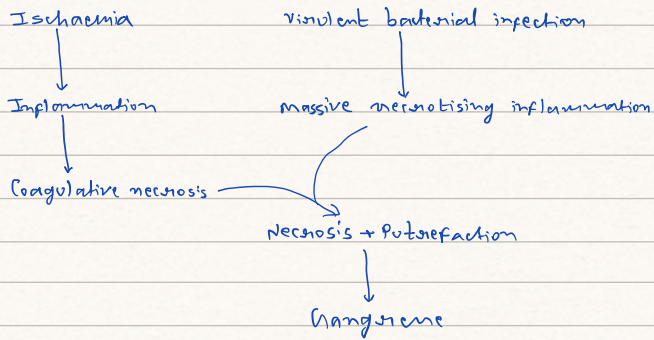 Ischaemia
Virulent bacterial infection
Inflammation
Massive necrotising inflammation
Coagulative necrosis
Necrosis + Putrefaction
Gangrene